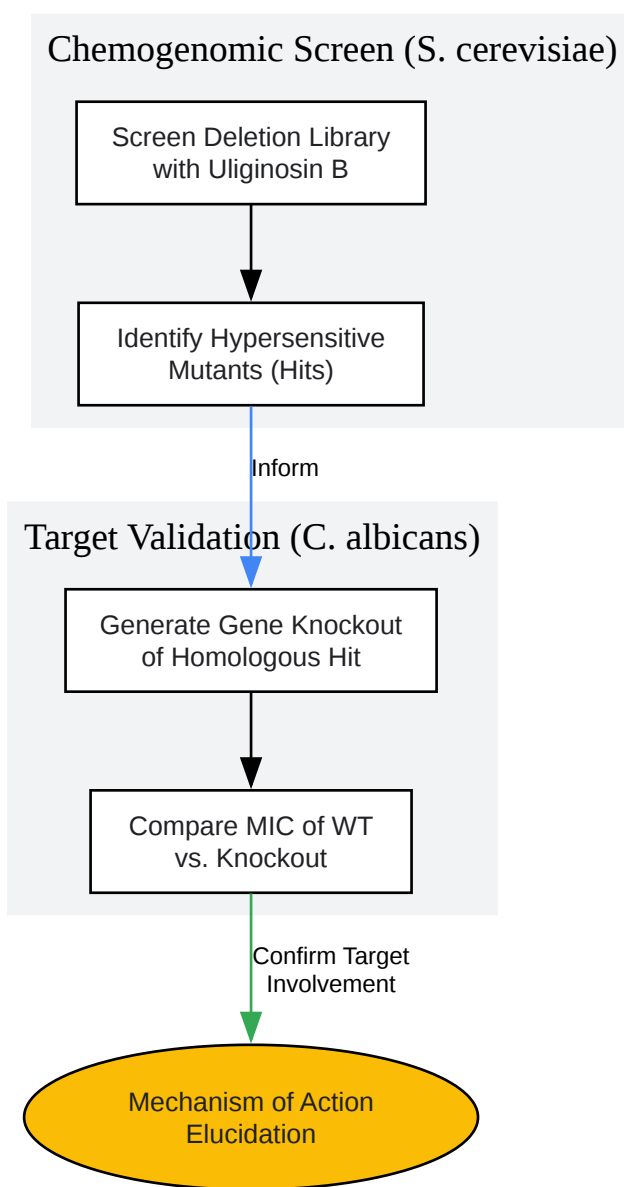 Chemogenomic Screen (S. cerevisiae)
Screen Deletion Library
with Uliginosin B
Identify Hypersensitive
Mutants (Hits)
Inform
Target Validation (C. albicans)
Generate Gene Knockout
of Homologous Hit
Compare MIC of WT
vs. Knockout
Confirm Target
Involvement
Mechanism of Action
Elucidation